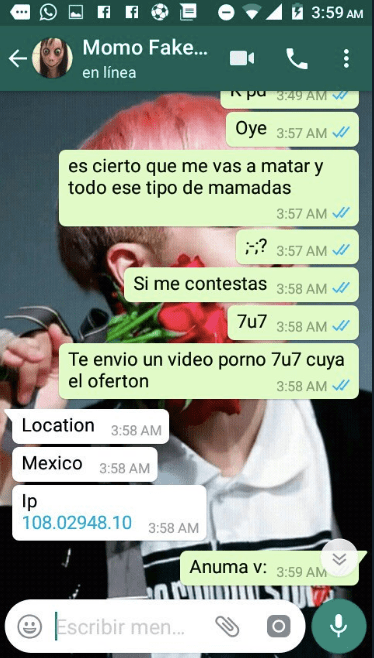 3:59 AM
Momo Fake...
en línea
K pd 3:49 AM
Oye 3:57 AM
es cierto que me vas a matar y
todo ese tipo de mamadas
3:57 AM
;-;? 3:57 AM
Si me contestas 3:58 AM
7u7 3:58 AM
Te envio un video porno 7u7 cuya
el oferton 3:58 AM
Location 3:58 AM
Mexico 3:58 AM
Ip
108.02948.10 3:58 AM
Anuma v: 3:59 AM
Escribir men...